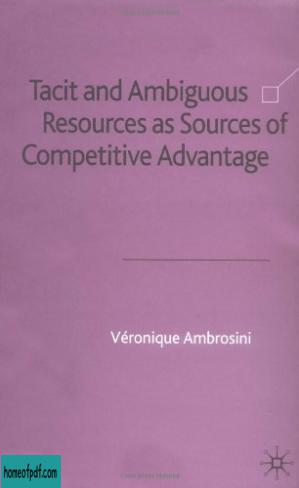 Tacit and Ambiguous
Resources as Sources of
Competitive Advantage
Véronique Ambrosini
homeofpdf.com